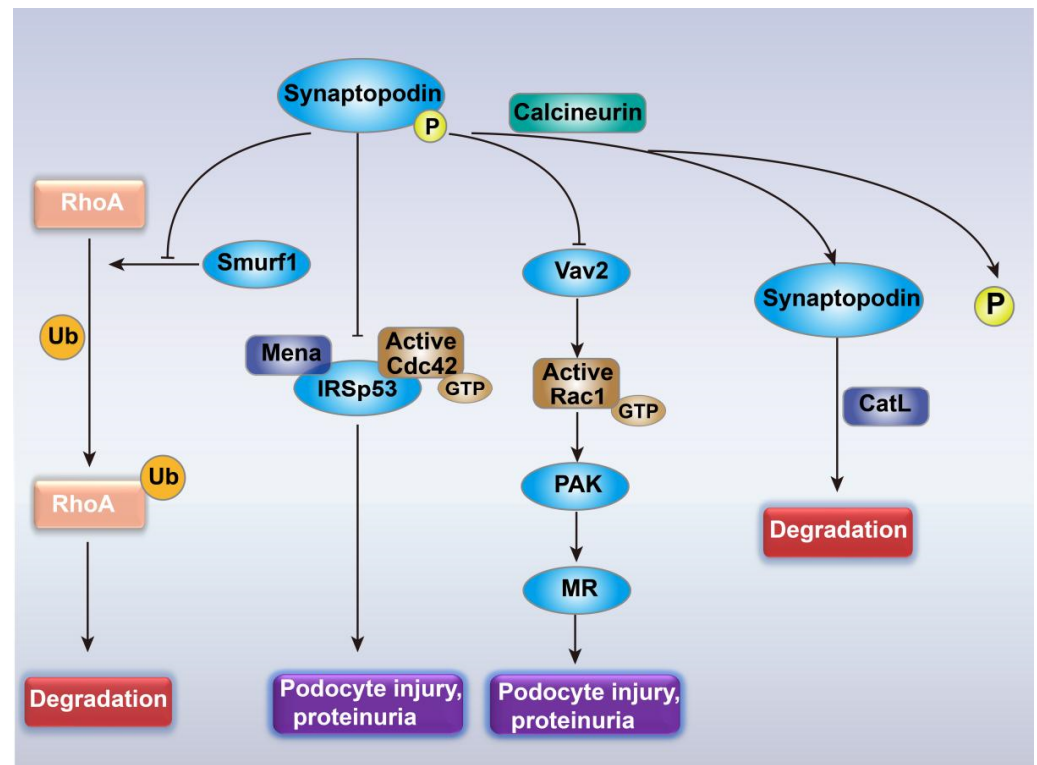 Synaptopodin
P
Calcineurin
RhoA
Smurf1
Vav2
Synaptopodin
P
Ub
Mena
Active
Cdc42
GTP
IRSp53
Active
Rac1
GTP
CatL
Ub
RhoA
PAK
Degradation
MR
Degradation
Podocyte injury,
proteinuria
Podocyte injury,
proteinuria